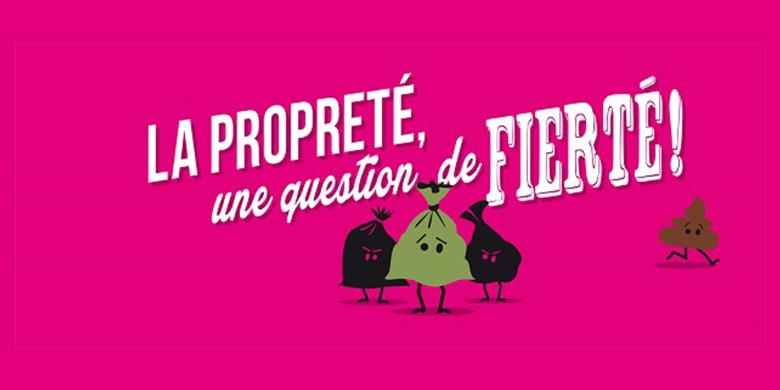 LA PROPRETÉ,
une question de FIERTÉ!